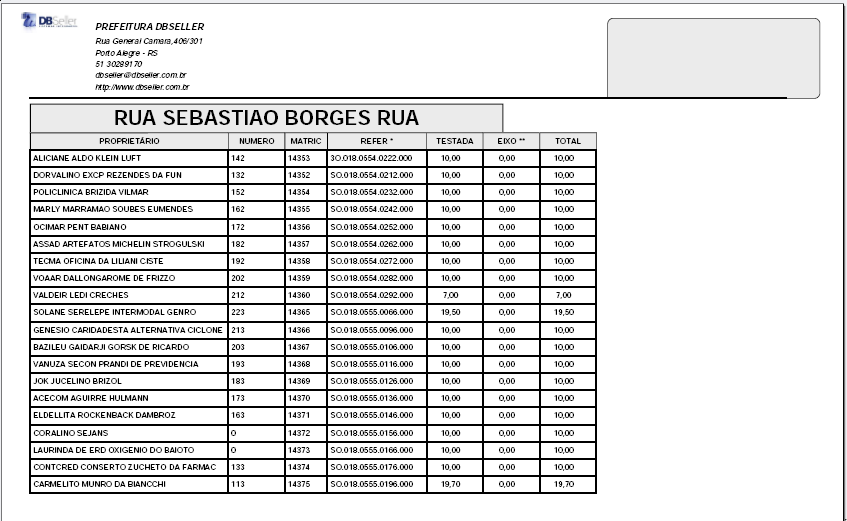 DBSeller
PREFEITURA DBSELLER
Rua General Camara,406/301
Porto Alegre - RS
51 30289170
dbseller@dbseller.com.br
http://www.dbseller.com.br
RUA SEBASTIAO BORGES RUA
PROPRIETÁRIO NUMERO MATRIC REFER * TESTADA EIXO ** TOTAL
ALICIANE ALDO KLEIN LUFT 142 14353 3O.018.0554.0222.000 10,00 0,00 10,00
DORVALINO EXCP REZENDES DA FUN 132 14352 SO.018.0554.0212.000 10,00 0,00 10,00
POLICLINICA BRIZIDA VILMAR 152 14354 SO.018.0554.0232.000 10,00 0,00 10,00
MARLY MARRAMAO SOUBES EUMENDES 162 14355 SO.018.0554.0242.000 10,00 0,00 10,00
OCIMAR PENT BABIANO 172 14356 SO.018.0554.0252.000 10,00 0,00 10,00
ASSAD ARTEFATOS MICHELIN STROGULSKI 182 14357 SO.018.0554.0262.000 10,00 0,00 10,00
TECMA OFICINA DA LILIANI CISTE 192 14358 SO.018.0554.0272.000 10,00 0,00 10,00
VOAAR DALLONGAROME DE FRIZZO 202 14359 SO.018.0554.0282.000 10,00 0,00 10,00
VALDEIR LEDI CRECHES 212 14360 SO.018.0554.0292.000 7,00 0,00 7,00
SOLANE SERELEPE INTERMODAL GENRO 223 14365 SO.018.0555.0066.000 19,50 0,00 19,50
GENESIO CARIDADESTA ALTERNATIVA CICLONE 213 14366 SO.018.0555.0096.000 10,00 0,00 10,00
BAZILEU GAIDARJI GORSK DE RICARDO 203 14367 SO.018.0555.0106.000 10,00 0,00 10,00
VANUZA SECON PRANDI DE PREVIDENCIA 193 14368 SO.018.0555.0116.000 10,00 0,00 10,00
JOK JUCELINO BRIZOL 183 14369 SO.018.0555.0126.000 10,00 0,00 10,00
ACECOM AGUIRRE HULMANN 173 14370 SO.018.0555.0136.000 10,00 0,00 10,00
ELDELLITA ROCKENBACK DAMBROZ 163 14371 SO.018.0555.0146.000 10,00 0,00 10,00
CORALINO SEJANS 0 14372 SO.018.0555.0156.000 10,00 0,00 10,00
LAURINDA DE ERD OXIGENIO DO BAIOTO 0 14373 SO.018.0555.0166.000 10,00 0,00 10,00
CONTCRED CONSERTO ZUCHETO DA FARMAC 133 14374 SO.018.0555.0176.000 10,00 0,00 10,00
CARMELITO MUNRO DA BIANCCHI 113 14375 SO.018.0555.0196.000 19,70 0,00 19,70